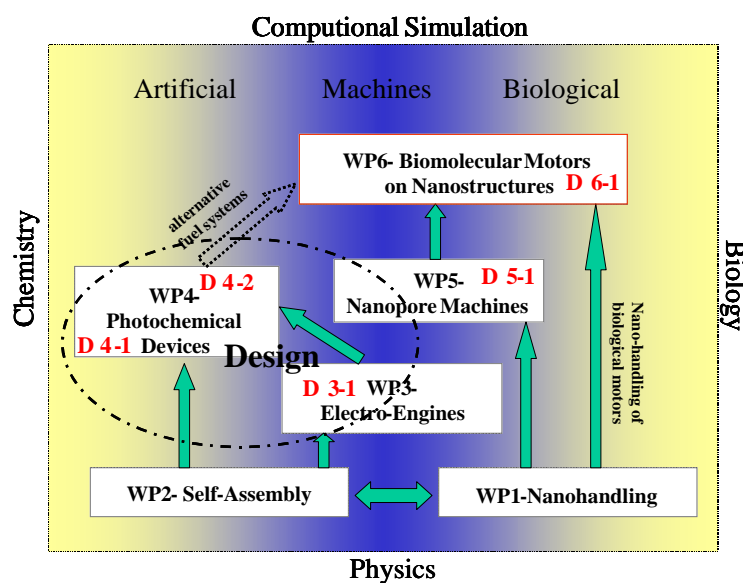 Computional Simulation
Artificial Machines Biological
WP6- Biomolecular Motors
on Nanostructures D 6-1
alternative
fuel systems
Chemistry
Biology
D 4-2
WP4-
Photochemical
D 4-1 Devices
WP5- D 5-1
Nanopore Machines
Nano-handling of
biological motors
Design
D 3-1 WP3-
Electro-Engines
WP2- Self-Assembly
WP1-Nanohandling
Physics